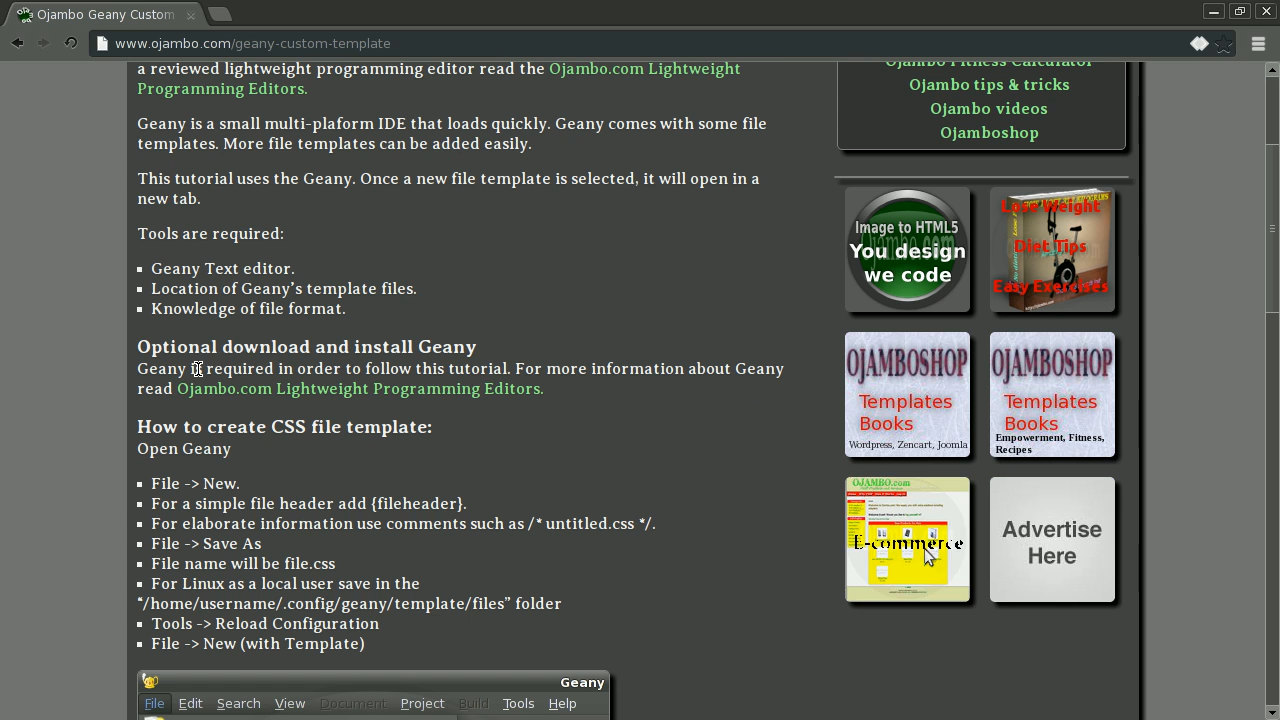 Ojambo Geany Custom
www.ojambo.com/geany-custom-template
a reviewed lightweight programming editor read the Ojambo.com Lightweight
Programming Editors.
Geany is a small multi-plaform IDE that loads quickly. Geany comes with some file
templates. More file templates can be added easily.
This tutorial uses the Geany. Once a new file template is selected, it will open in a
new tab.
Tools are required:
Geany Text editor.
Location of Geany's template files.
Knowledge of file format.
Optional download and install Geany
Geany is required in order to follow this tutorial. For more information about Geany
read Ojambo.com Lightweight Programming Editors.
How to create CSS file template:
Open Geany
File -> New.
For a simple file header add {fileheader}.
For elaborate information use comments such as /* untitled.css */.
File -> Save As
File name will be file.css
For Linux as a local user save in the
“/home/username/.config/geany/template/files” folder
Tools -> Reload Configuration
File -> New (with Template)
Geany
File Edit Search View Document Project Build Tools Help
Ojambo Fitness Calculator
Ojambo tips & tricks
Ojambo videos
Ojamboshop
Image to HTML5
You design
we code
Lose Weight
Diet Tips
Easy Exercises
OJAMBOSHOP
Templates
Books
Wordpress, Zencart, Joomla
OJAMBOSHOP
Templates
Books
Empowerment, Fitness,
Recipes
OJAMBO.com
E-commerce
Advertise
Here